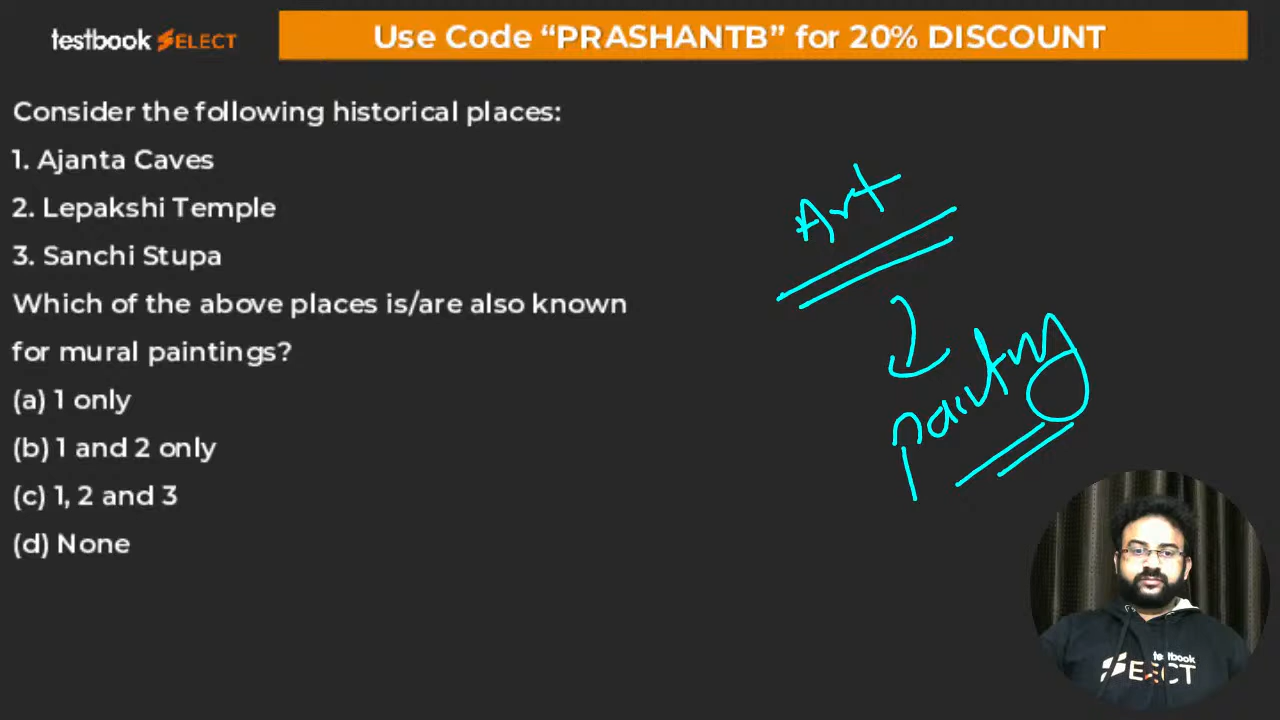 testbook SELECT
Use Code “PRASHANTB” for 20% DISCOUNT
Consider the following historical places:
1. Ajanta Caves
2. Lepakshi Temple
3. Sanchi Stupa
Which of the above places is/are also known
for mural paintings?
(a) 1 only
(b) 1 and 2 only
(c) 1, 2 and 3
(d) None
Art
painting
testbook
SELECT